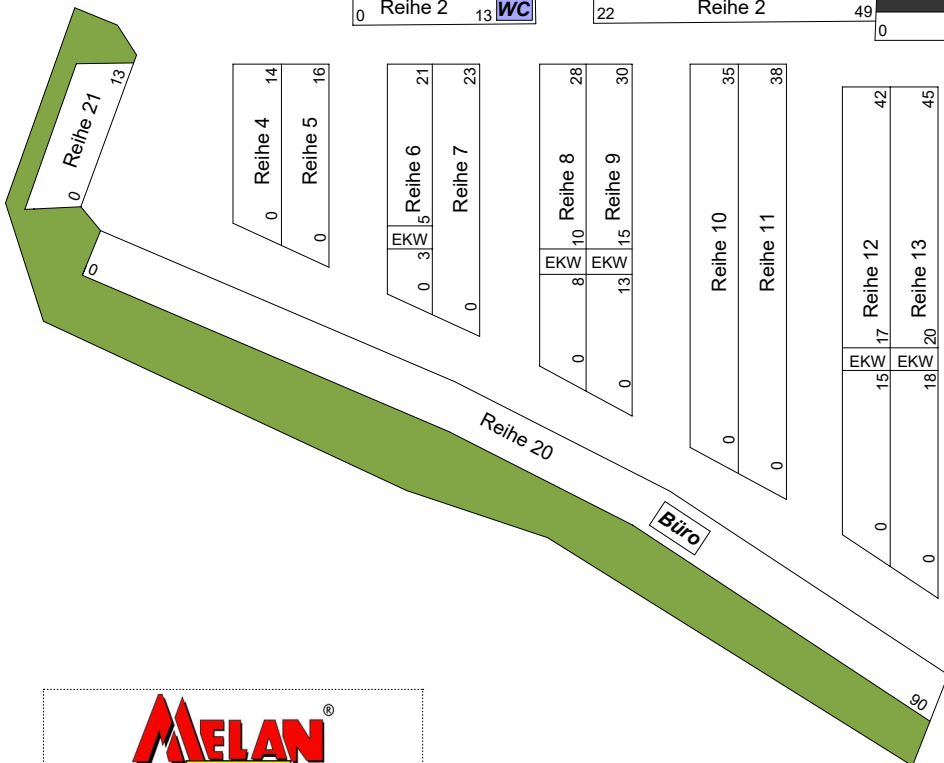 0 Reihe 2 13 WC
22 Reihe 2 49
0
Reihe 21
13
0
14
Reihe 4
0
16
Reihe 5
0
21
Reihe 6
5
EKW
3
0
23
Reihe 7
0
28
Reihe 8
10
EKW
8
0
30
Reihe 9
15
EKW
13
0
35
Reihe 10
0
38
Reihe 11
0
42
Reihe 12
17
EKW
15
0
45
Reihe 13
20
EKW
18
0
0
Reihe 20
Büro
90
MELAN®